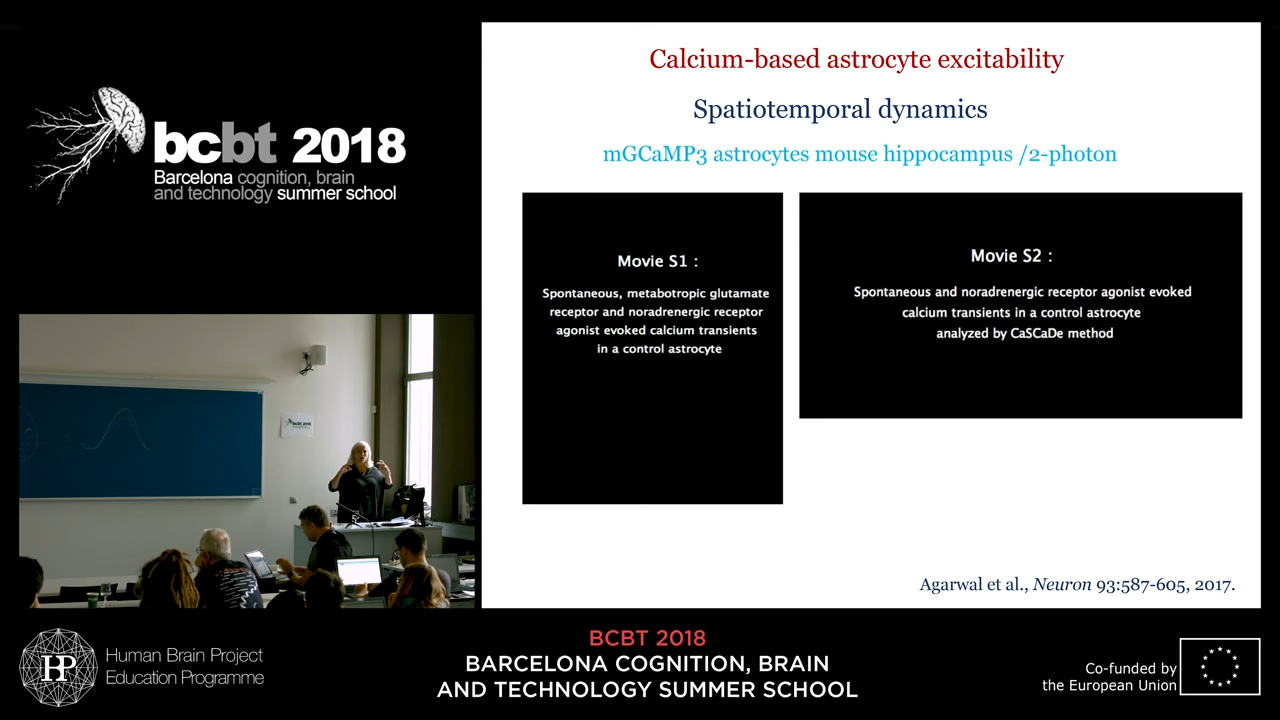 bcbt 2018
Barcelona cognition, brain
and technology summer school
Calcium-based astrocyte excitability
Spatiotemporal dynamics
mGCaMP3 astrocytes mouse hippocampus /2-photon
Movie S1 :
Spontaneous, metabotropic glutamate
receptor and noradrenergic receptor
agonist evoked calcium transients
in a control astrocyte
Movie S2 :
Spontaneous and noradrenergic receptor agonist evoked
calcium transients in a control astrocyte
analyzed by CaSCaDe method
Agarwal et al., Neuron 93:587-605, 2017.
bcbt 2018
HP
Human Brain Project
Education Programme
BCBT 2018
BARCELONA COGNITION, BRAIN
AND TECHNOLOGY SUMMER SCHOOL
Co-funded by
the European Union